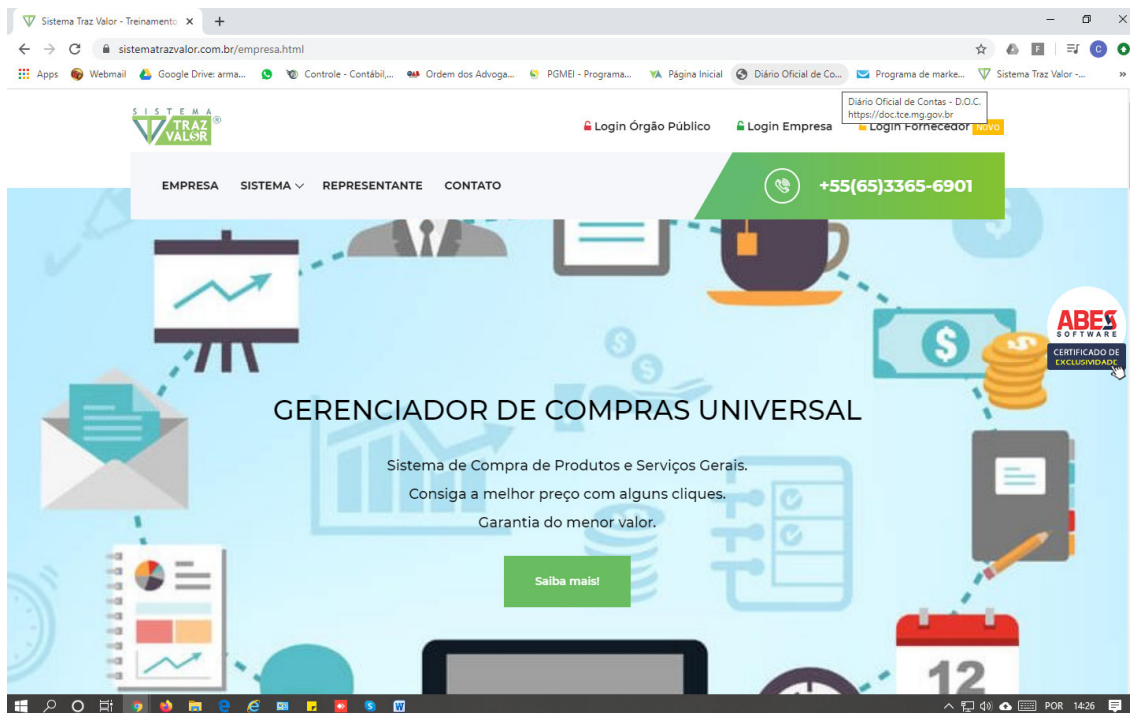 Sistema Traz Valor - Treinamento
sistematrazvalor.com.br/empresa.html
F
C
Apps Webmail Google Drive: arma... Controle - Contábil,... Ordem dos Advoga... PGMEI - Programa... Página Inicial Diário Oficial de Co... Programa de marke... Sistema Traz Valor -... »
Diário Oficial de Contas - D.O.C.
https://doc.tce.mg.gov.br
SISTEMA
TRAZ
VALOR
®
Login Órgão Público Login Empresa Login Fornecedor Novo
EMPRESA SISTEMA REPRESENTANTE CONTATO
+55(65)3365-6901
ABES
SOFTWARE
CERTIFICADO DE
EXCLUSIVIDADE
GERENCIADOR DE COMPRAS UNIVERSAL
Sistema de Compra de Produtos e Serviços Gerais.
Consiga a melhor preço com alguns cliques.
Garantia do menor valor.
Saiba mais!
12
POR 14:26